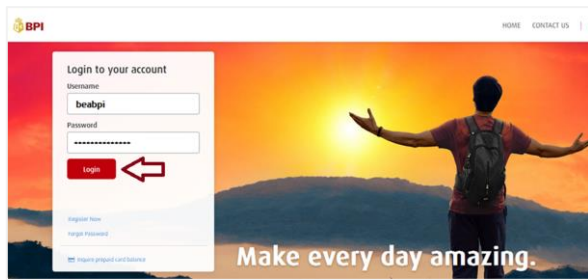 BPI
HOME CONTACT US |
Login to your account
Username
beabpi
Password
--------------
Login
Register Now
Forgot Password
Inquire prepaid card balance
Make every day amazing.